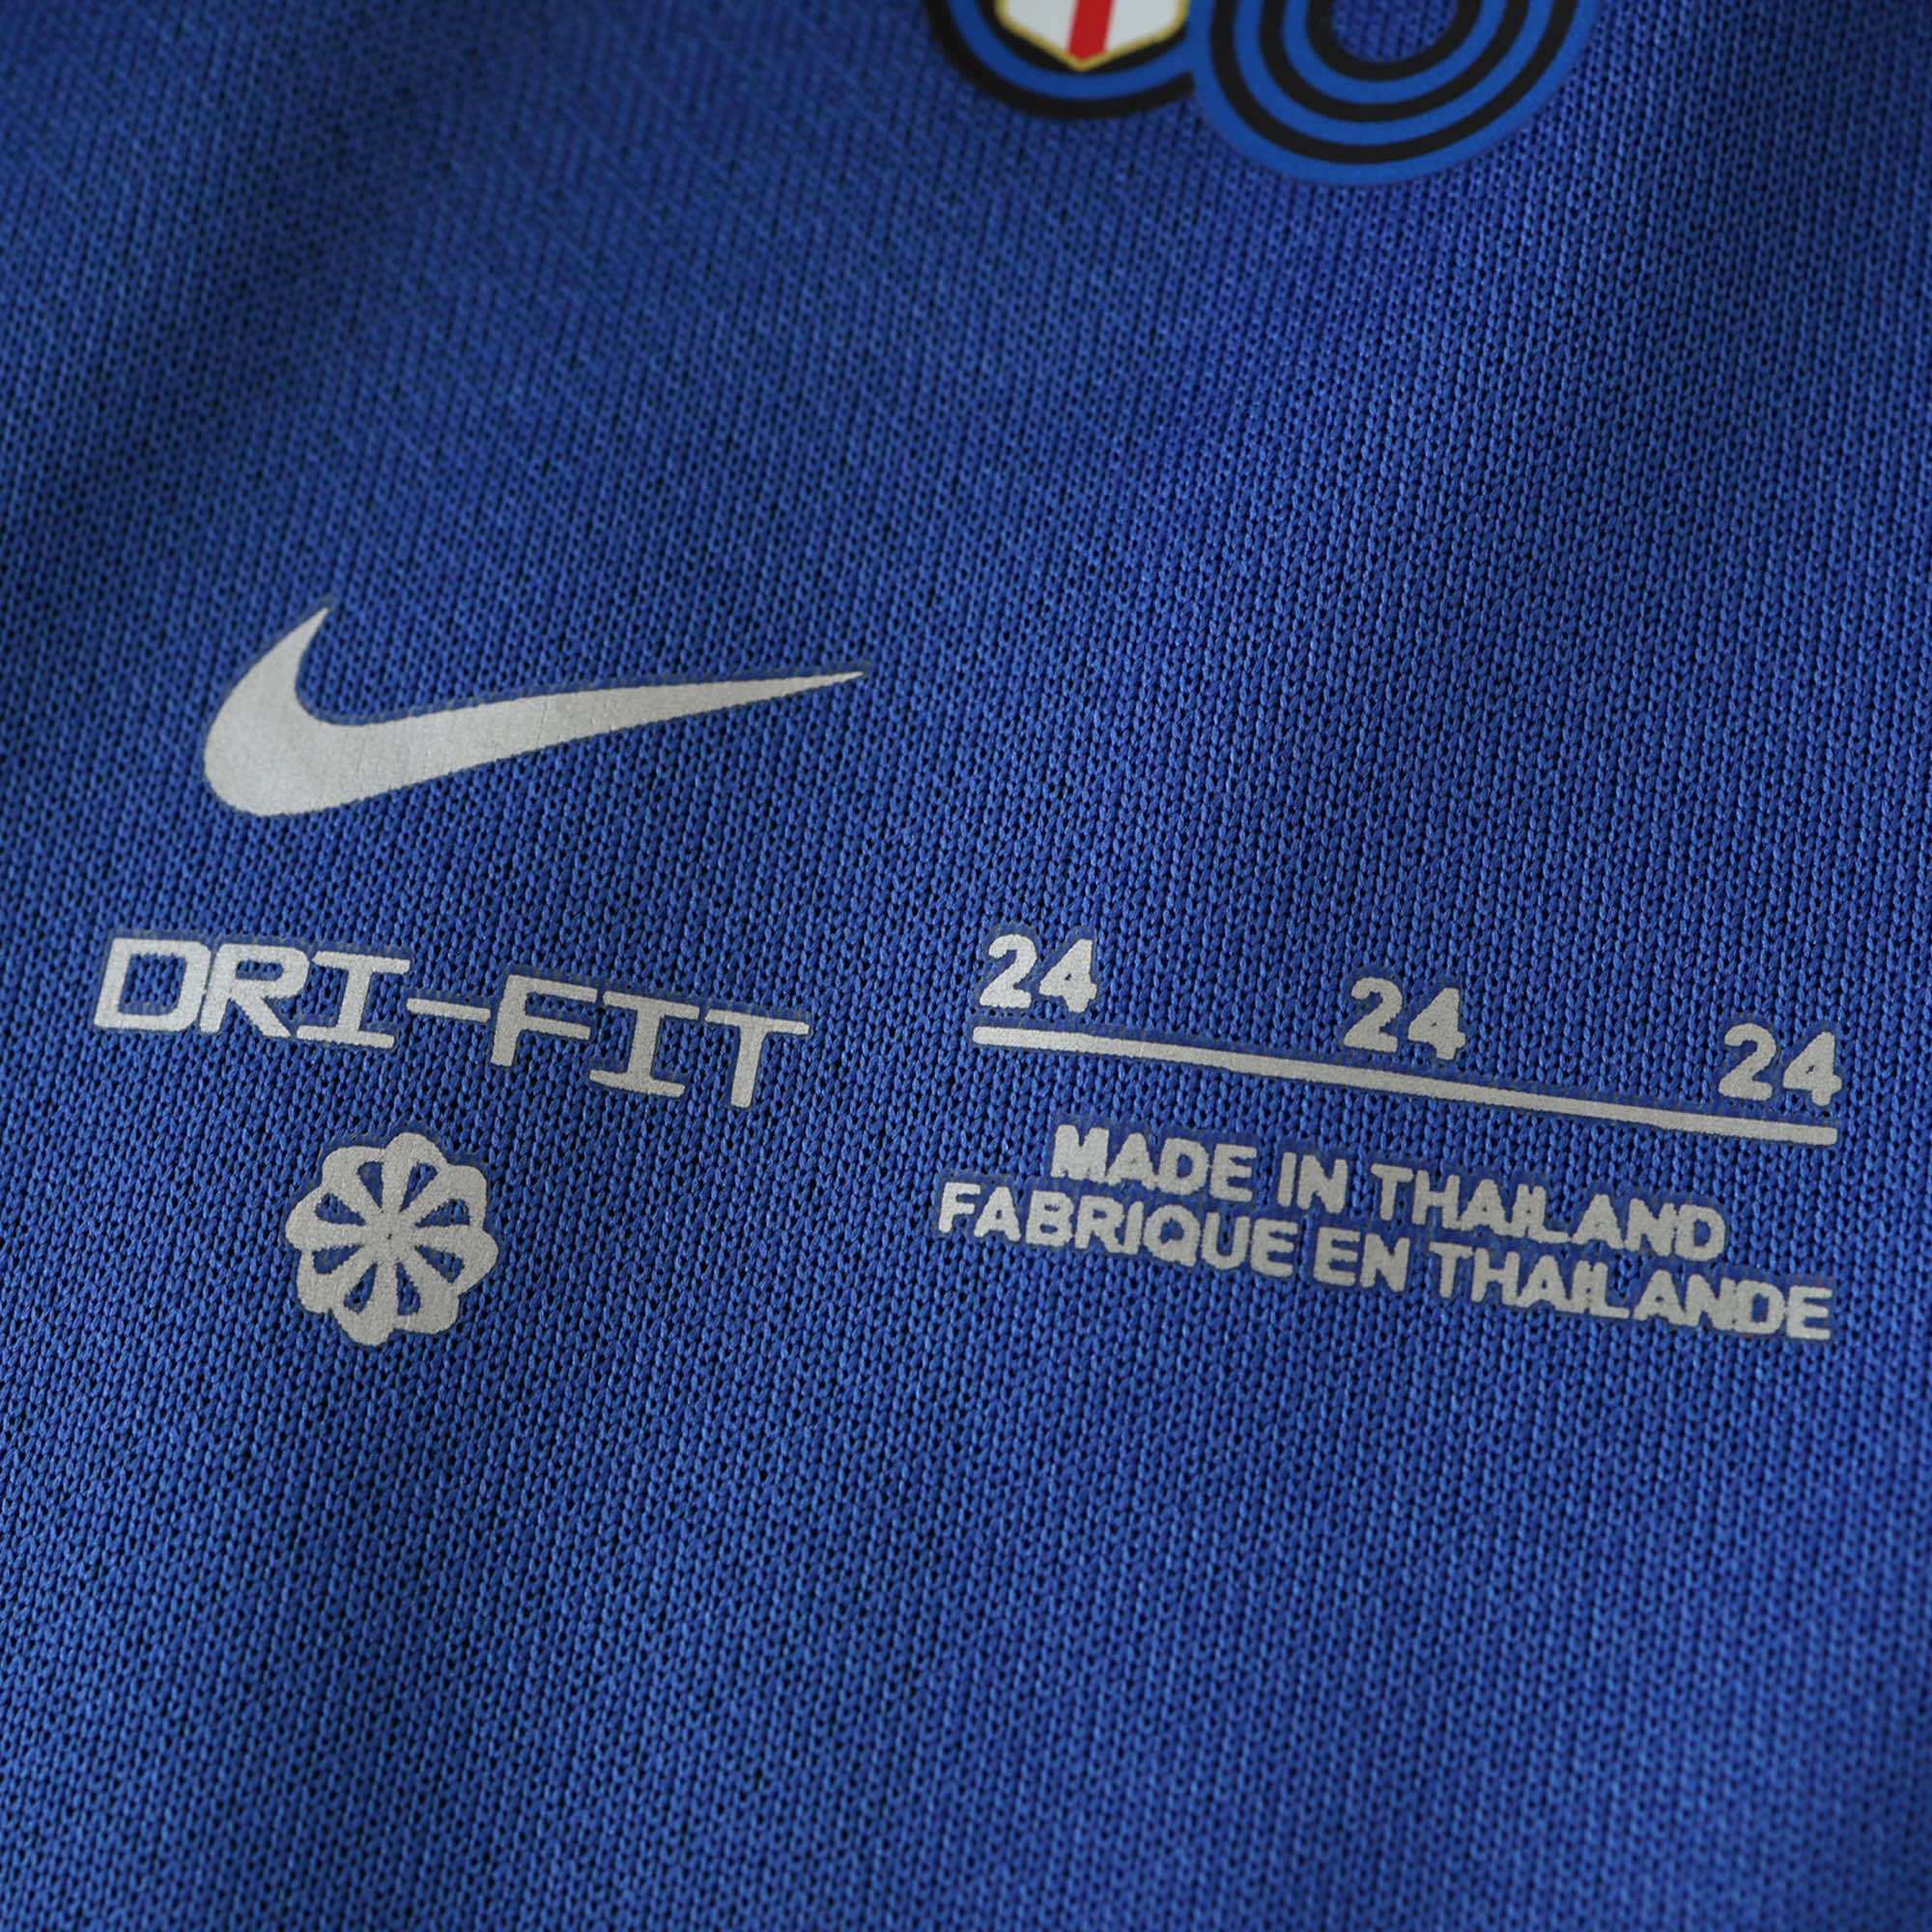 DRI-FIT
24 24 24
MADE IN THAILAND
FABRIQUE EN THAILANDE